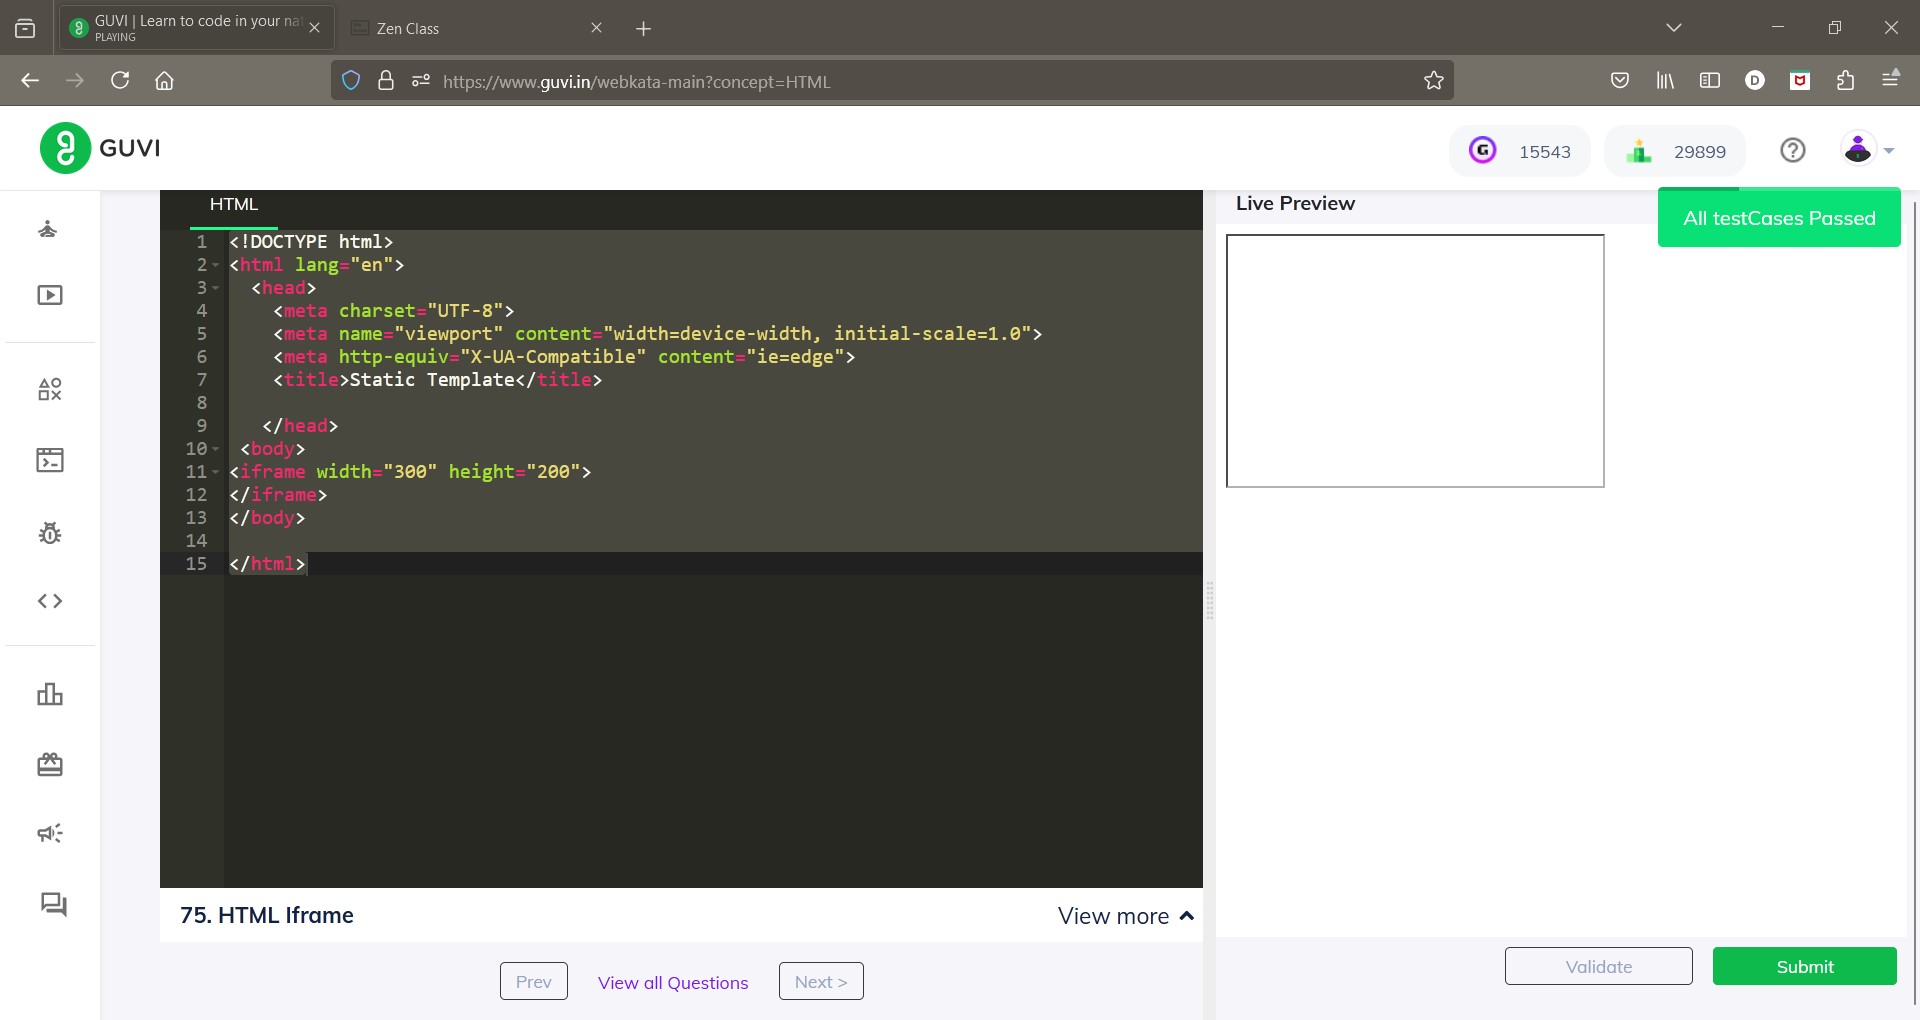 GUVI | Learn to code in your nat
PLAYING
Zen Class
https://www.guvi.in/webkata-main?concept=HTML
GUVI
15543
29899
HTML
Live Preview
All testCases Passed
1 <!DOCTYPE html>
2 <html lang="en">
3 <head>
4 <meta charset="UTF-8">
5 <meta name="viewport" content="width=device-width, initial-scale=1.0">
6 <meta http-equiv="X-UA-Compatible" content="ie=edge">
7 <title>Static Template</title>
8
9 </head>
10 <body>
11 <iframe width="300" height="200">
12 </iframe>
13 </body>
14
15 </html>
75. HTML Iframe
View more
Prev
View all Questions
Next >
Validate
Submit